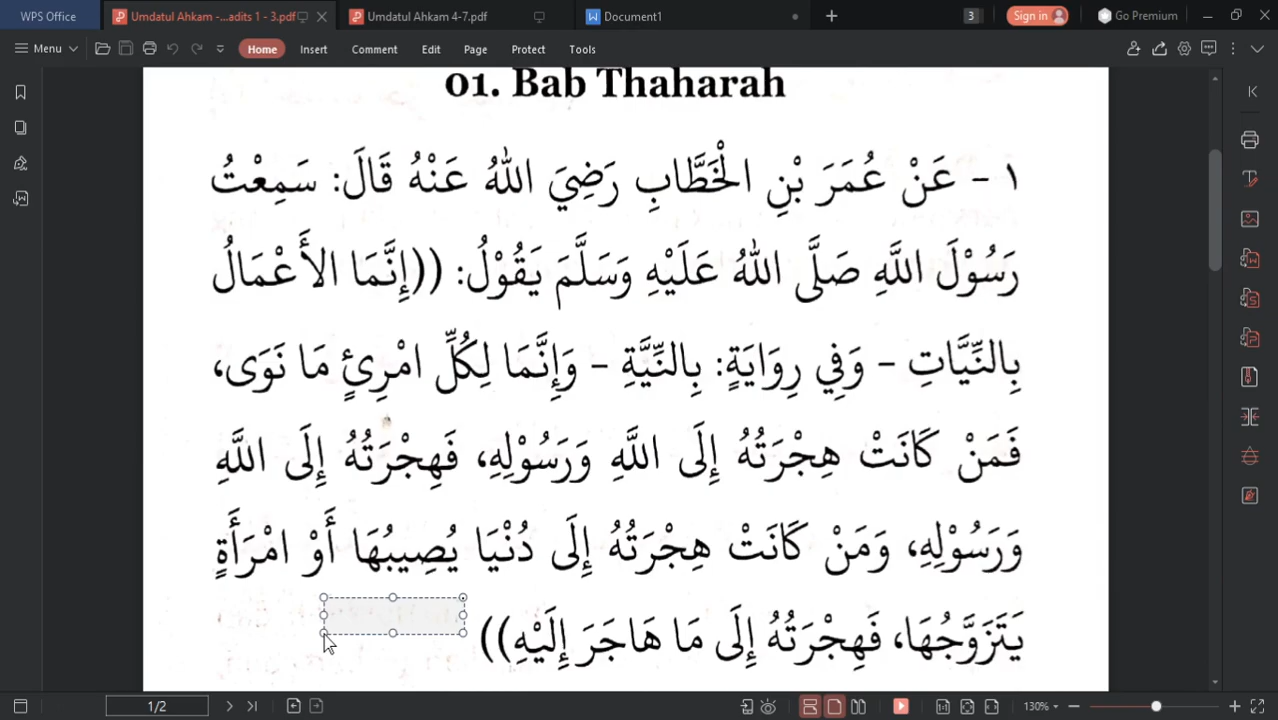 WPS Office
Umdatul Ahkam -...adits 1 - 3.pdf
Umdatul Ahkam 4-7.pdf
Document1
3
Sign in
Go Premium
Menu
Home
Insert
Comment
Edit
Page
Protect
Tools
01. Bab Thaharah
١ - عَنْ عُمَرَ بْنِ الْخَطَّابِ رَضِيَ اللهُ عَنْهُ قَالَ: سَمِعْتُ
رَسُوْلَ اللَّهِ صَلَّى اللهُ عَلَيْهِ وَسَلَّمَ يَقُوْلُ: ((إِنَّمَا الأَعْمَالُ
بِالنِّيَّاتِ - وَفِي رِوَايَةٍ: بِالنِّيَّةِ - وَإِنَّمَا لِكُلِّ امْرِئٍ مَا نَوَى،
فَمَنْ كَانَتْ هِجْرَتُهُ إِلَى اللَّهِ وَرَسُوْلِهِ، فَهِجْرَتُهُ إِلَى اللَّهِ
وَرَسُوْلِهِ، وَمَنْ كَانَتْ هِجْرَتُهُ إِلَى دُنْيَا يُصِيبُهَا أَوْ امْرَأَةٍ
يَتَزَوَّجُهَا، فَهِجْرَتُهُ إِلَى مَا هَاجَرَ إِلَيْهِ))
1/2
130%